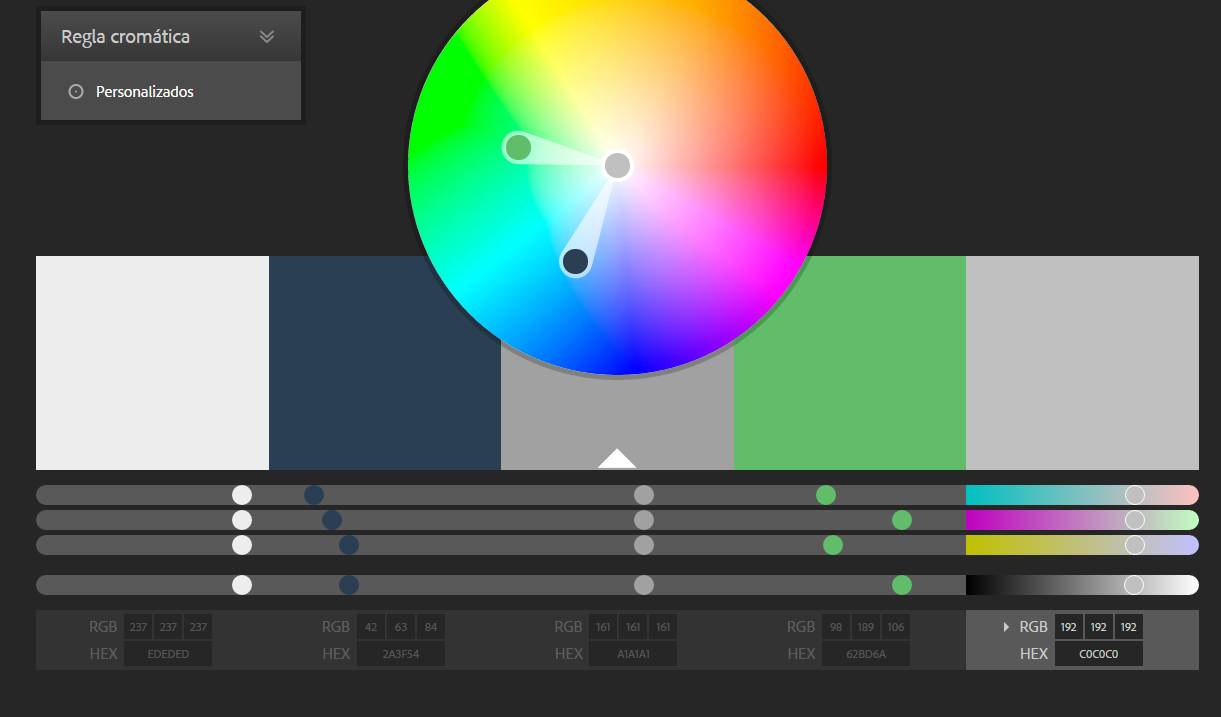 Regla cromática
Personalizados
RGB 237 237 237 RGB 42 63 84 RGB 161 161 161 RGB 98 189 106 RGB 192 192 192
HEX EDEDED HEX 2A3F54 HEX A1A1A1 HEX 62BD6A HEX C0C0C0